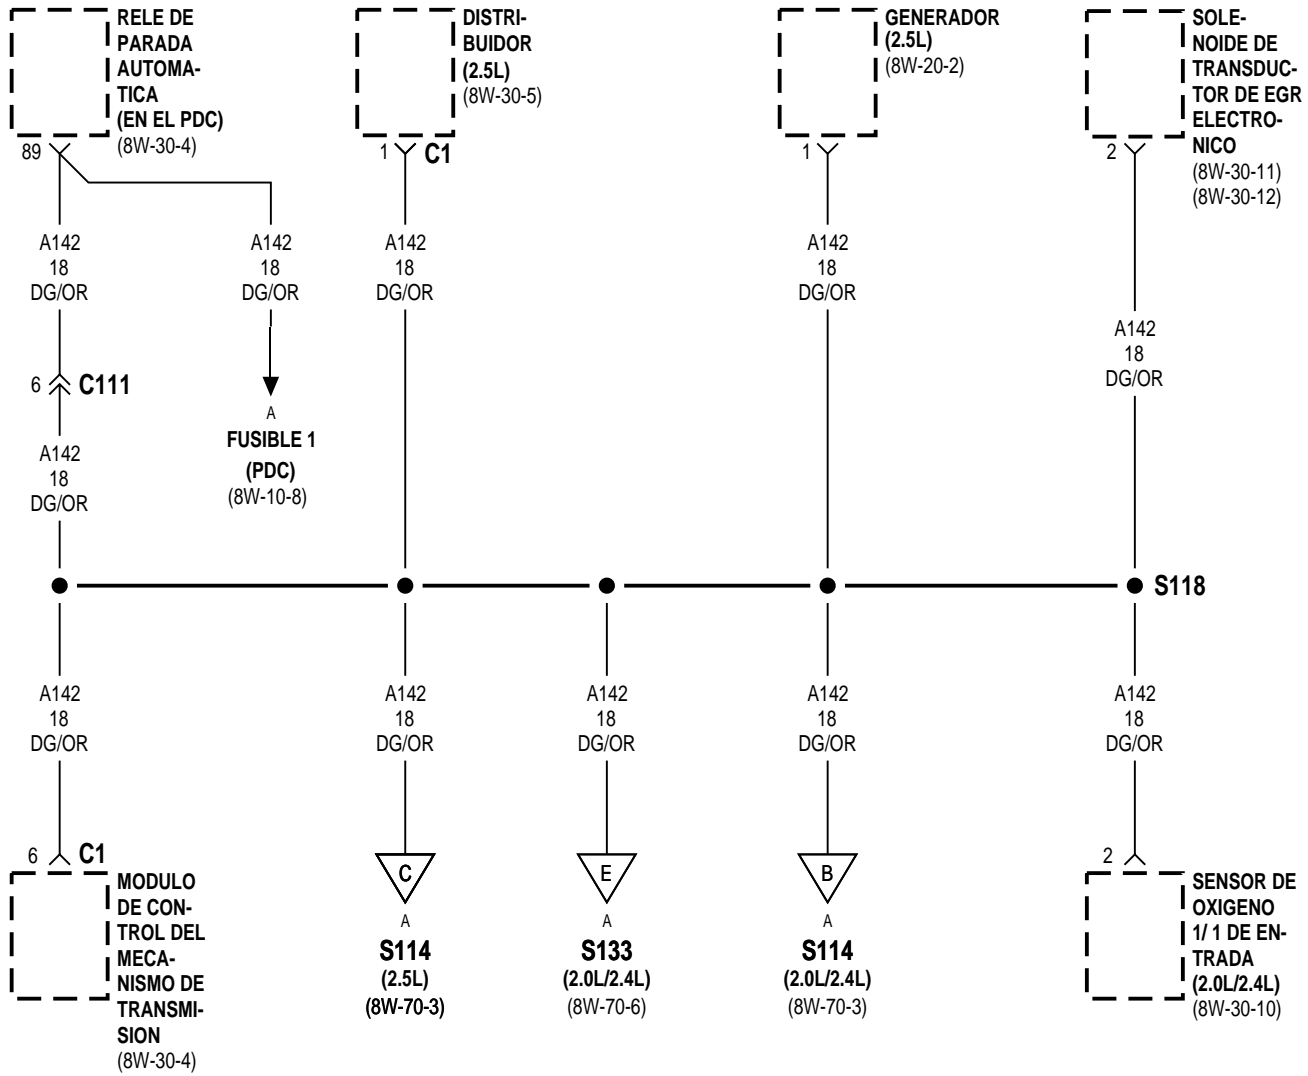 RELE DE
PARADA
AUTOMA-
TICA
(EN EL PDC)
(8W-30-4)
89
DISTRI-
BUIDOR
(2.5L)
(8W-30-5)
1
C1
GENERADOR
(2.5L)
(8W-20-2)
1
SOLE-
NOIDE DE
TRANSDUC-
TOR DE EGR
ELECTRO-
NICO
(8W-30-11)
(8W-30-12)
2
A142
18
DG/OR
A142
18
DG/OR
A142
18
DG/OR
A142
18
DG/OR
A142
18
DG/OR
6
C111
A
FUSIBLE 1
(PDC)
(8W-10-8)
A142
18
DG/OR
S118
A142
18
DG/OR
A142
18
DG/OR
A142
18
DG/OR
A142
18
DG/OR
A142
18
DG/OR
6
C1
MODULO
DE CON-
TROL DEL
MECA-
NISMO DE
TRANSMI-
SION
(8W-30-4)
C
A
S114
(2.5L)
(8W-70-3)
E
A
S133
(2.0L/2.4L)
(8W-70-6)
B
A
S114
(2.0L/2.4L)
(8W-70-3)
2
SENSOR DE
OXIGENO
1/ 1 DE EN-
TRADA
(2.0L/2.4L)
(8W-30-10)